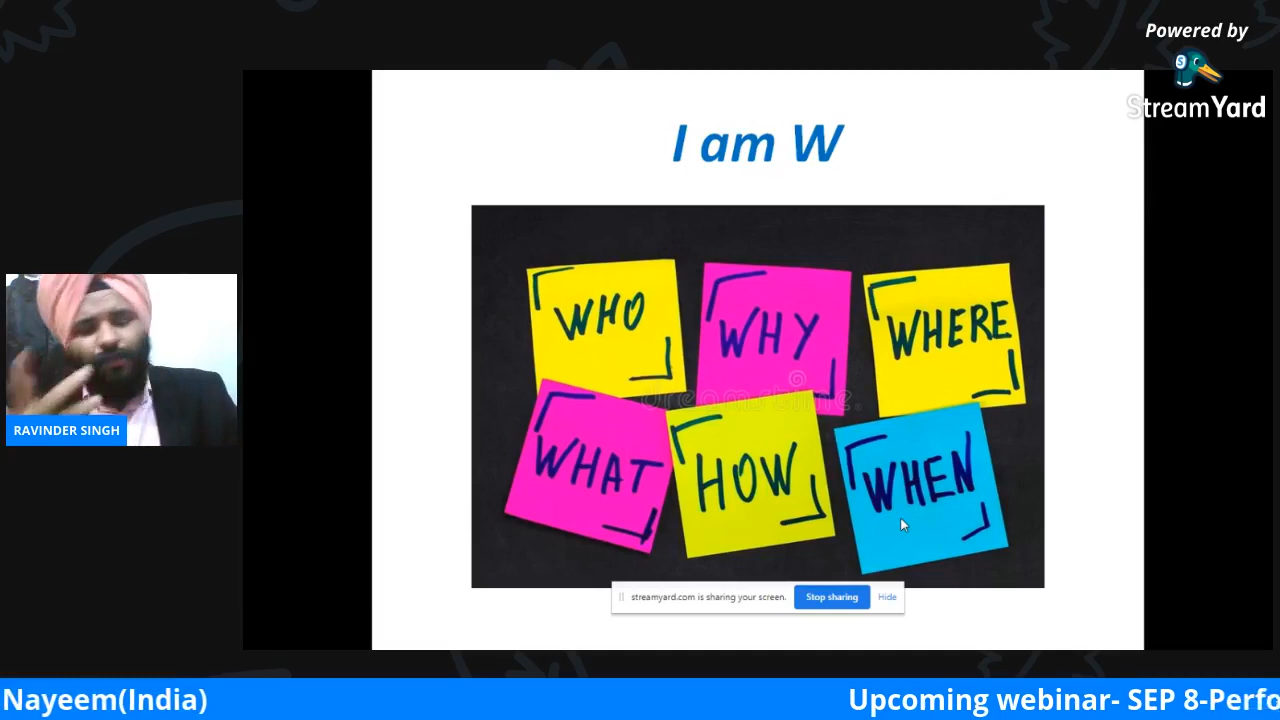 Powered by
StreamYard
I am W
WHO
WHY
WHERE
WHAT
HOW
WHEN
dreamstime.
RAVINDER SINGH
streamyard.com is sharing your screen.
Stop sharing
Hide
Nayeem(India)
Upcoming webinar- SEP 8-Perfo